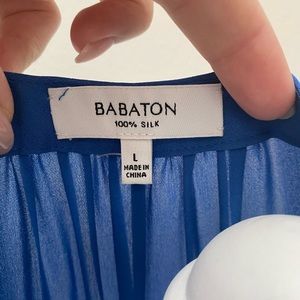 BABATON
100% SILK
L
MADE IN
CHINA